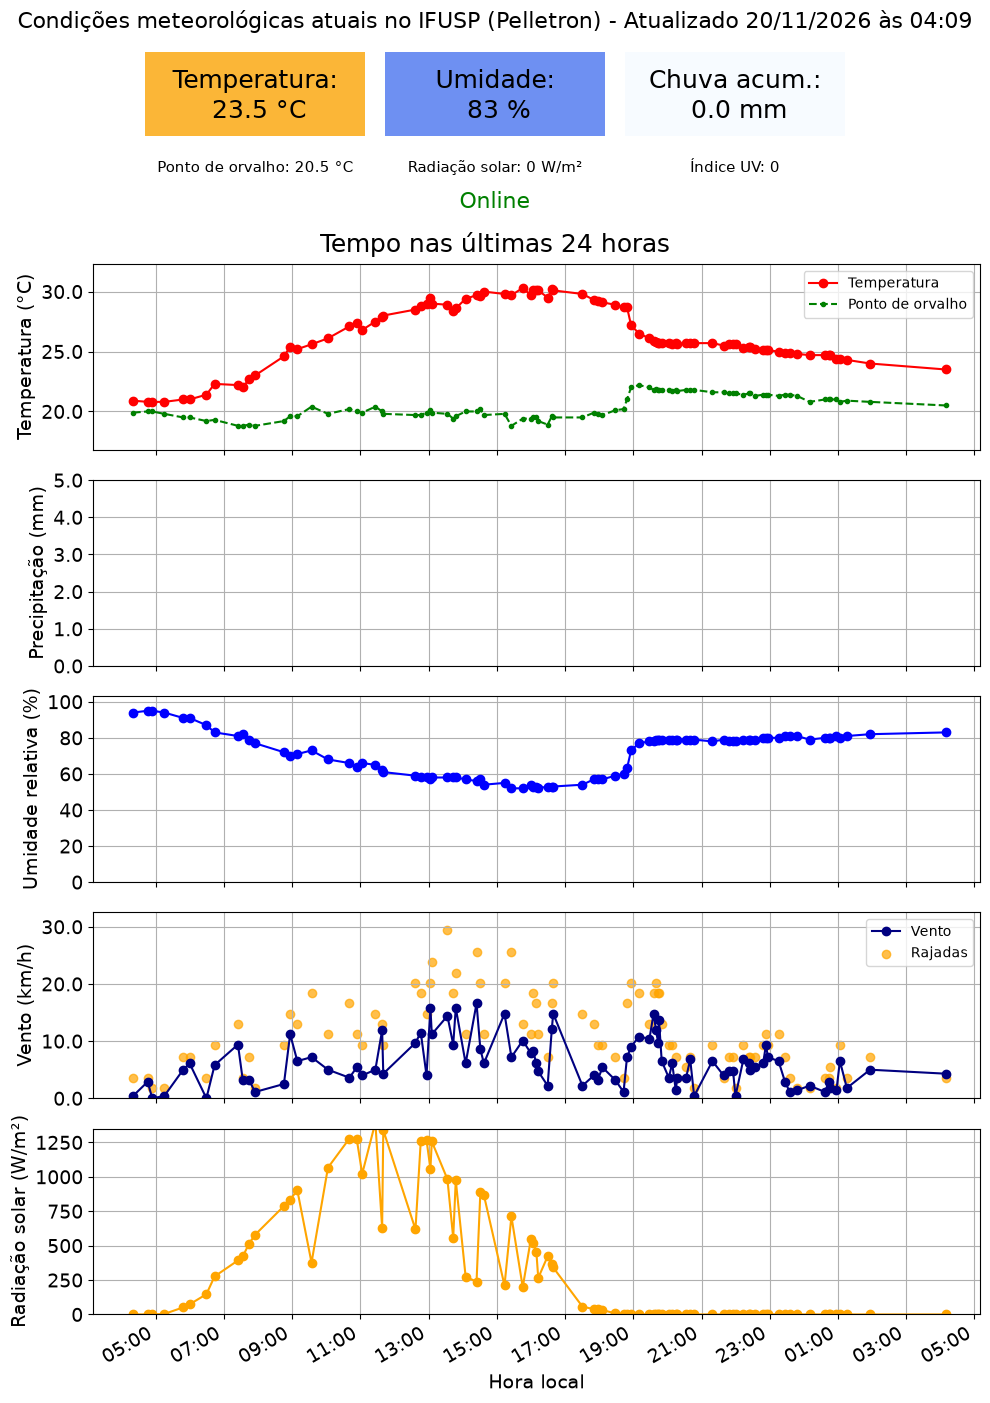 Condições meteorológicas atuais no IFUSP (Pelletron) - Atualizado 20/11/2026 às 04:09
Temperatura:
23.5 °C
Umidade:
83 %
Chuva acum.:
0.0 mm
Ponto de orvalho: 20.5 °C
Radiação solar: 0 W/m²
Índice UV: 0
Online
Tempo nas últimas 24 horas
Temperatura (°C)
30.0
25.0
20.0
Temperatura
Ponto de orvalho
Precipitação (mm)
5.0
4.0
3.0
2.0
1.0
0.0
Umidade relativa (%)
100
80
60
40
20
0
Vento (km/h)
30.0
20.0
10.0
0.0
Vento
Rajadas
Radiação solar (W/m²)
1250
1000
750
500
250
0
05:00
07:00
09:00
11:00
13:00
15:00
17:00
19:00
21:00
23:00
01:00
03:00
05:00
Hora local